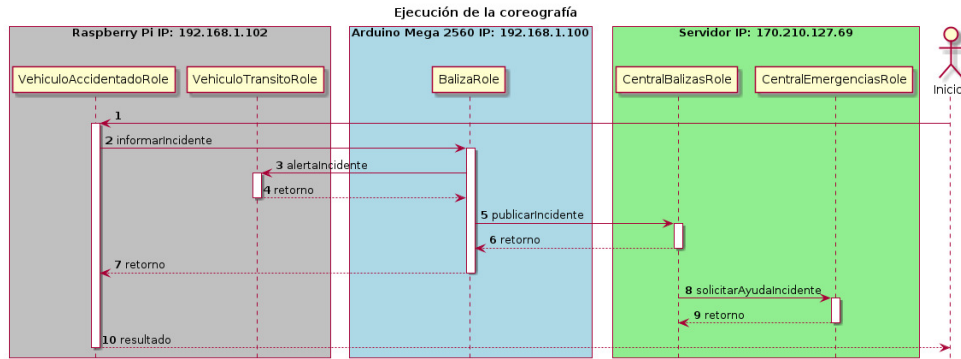 Ejecución de la coreografía
Raspberry Pi IP: 192.168.1.102
Arduino Mega 2560 IP: 192.168.1.100
Servidor IP: 170.210.127.69
VehiculoAccidentadoRole
VehiculoTransitoRole
BalizaRole
CentralBalizasRole
CentralEmergenciasRole
Inicio
1
2 informarIncidente
3 alertaIncidente
4 retorno
5 publicarIncidente
6 retorno
7 retorno
8 solicitarAyudaIncidente
9 retorno
10 resultado